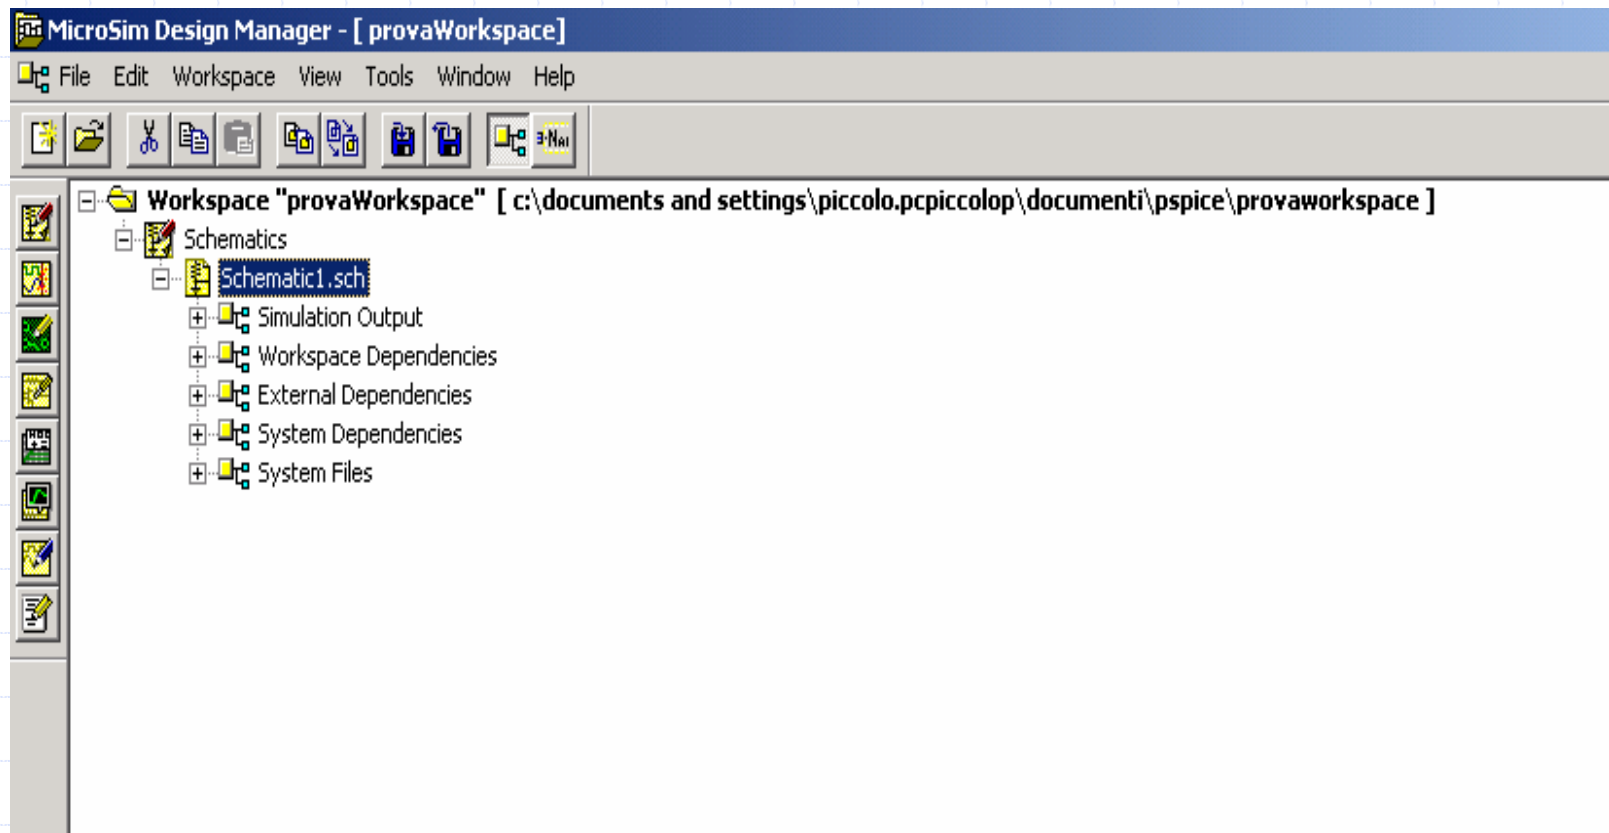 MicroSim Design Manager - [ provaWorkspace]
File Edit Workspace View Tools Window Help
Workspace "provaWorkspace" [ c:\documents and settings\piccolo.pcpiccolop\documenti\pspice\provaworkspace ]
Schematics
Schematic1.sch
Simulation Output
Workspace Dependencies
External Dependencies
System Dependencies
System Files